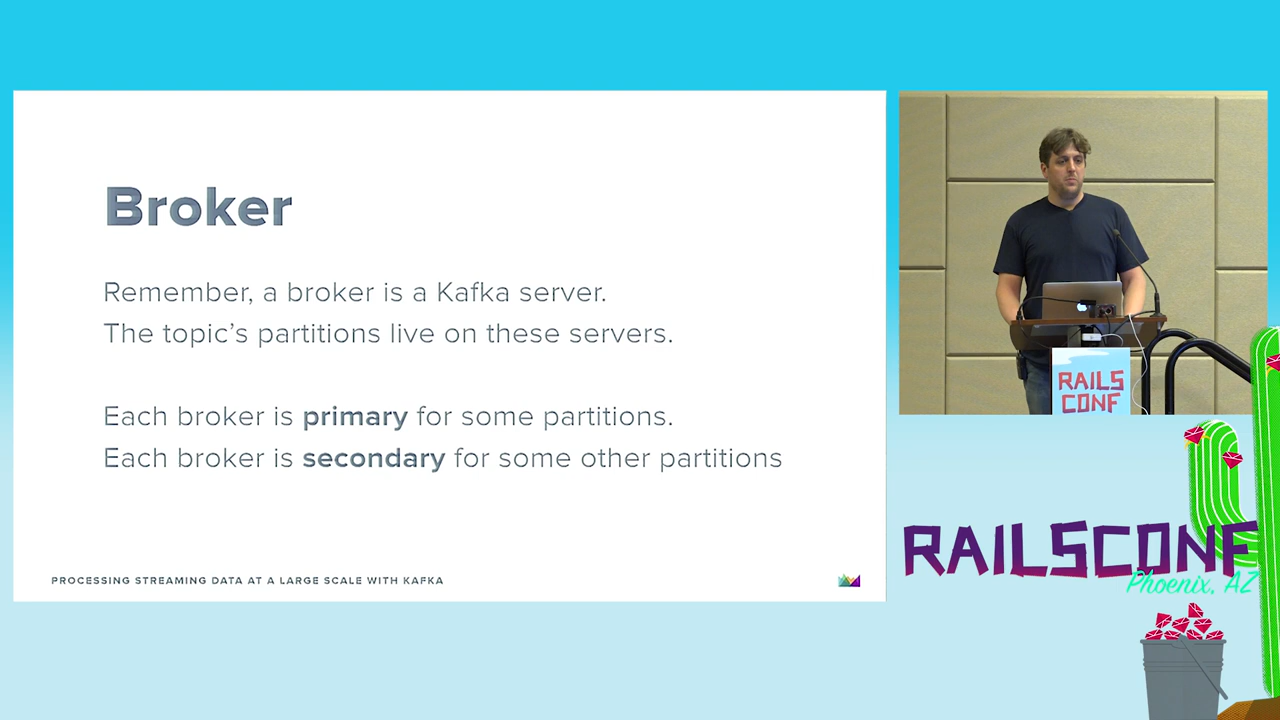 Broker
Remember, a broker is a Kafka server.
The topic’s partitions live on these servers.
Each broker is primary for some partitions.
Each broker is secondary for some other partitions
PROCESSING STREAMING DATA AT A LARGE SCALE WITH KAFKA
RAILS
CONF
RAILSCONF
Phoenix, AZ